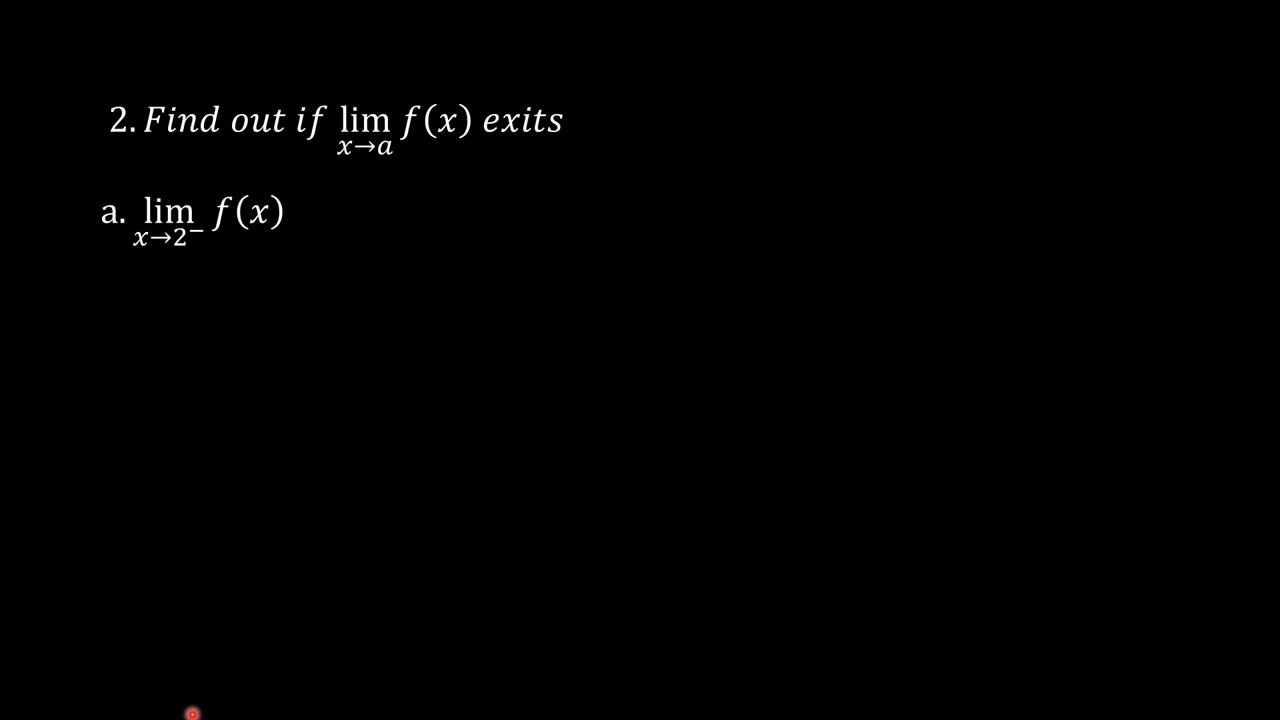 2. Find out if lim x→a f(x) exits
a. lim x→2⁻ f(x)